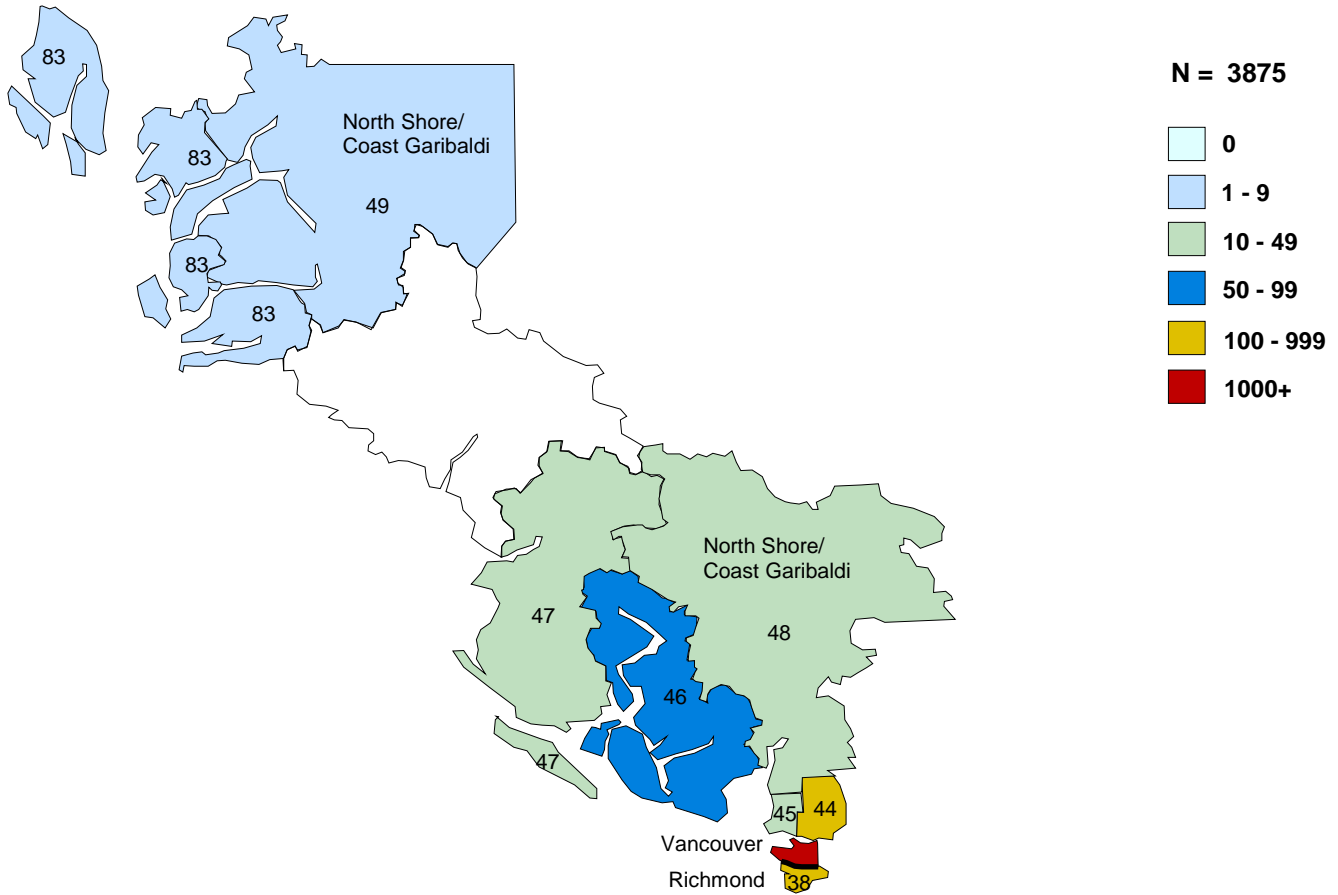 83
N = 3875
North Shore/
Coast Garibaldi
0
83
1 - 9
49
10 - 49
83
50 - 99
83
100 - 999
1000+
North Shore/
Coast Garibaldi
47
48
46
47
45
44
Vancouver
Richmond
38